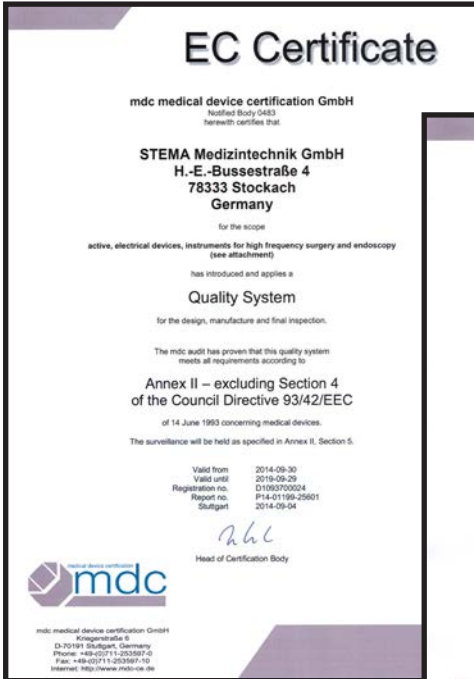 EC Certificate
mdc medical device certification GmbH
Notified Body 0483
herewith certifies that
STEMA Medizintechnik GmbH
H.-E.-Bussestraße 4
78333 Stockach
Germany
for the scope
active, electrical devices, instruments for high frequency surgery and endoscopy
(see attachment)
has introduced and applies a
Quality System
for the design, manufacture and final inspection.
The mdc audit has proven that this quality system
meets all requirements according to
Annex II – excluding Section 4
of the Council Directive 93/42/EEC
of 14 June 1993 concerning medical devices.
The surveillance will be held as specified in Annex II, Section 5.
Valid from 2014-09-30
Valid until 2019-09-29
Registration no. D1093700024
Report no. P14-01199-25601
Stuttgart 2014-09-04
Head of Certification Body
medical device certification
mdc
mdc medical device certification GmbH
Kriegerstraße 6
D-70191 Stuttgart, Germany
Phone: +49-(0)711-253597-0
Fax: +49-(0)711-253597-10
Internet: http://www.mdc-ce.de